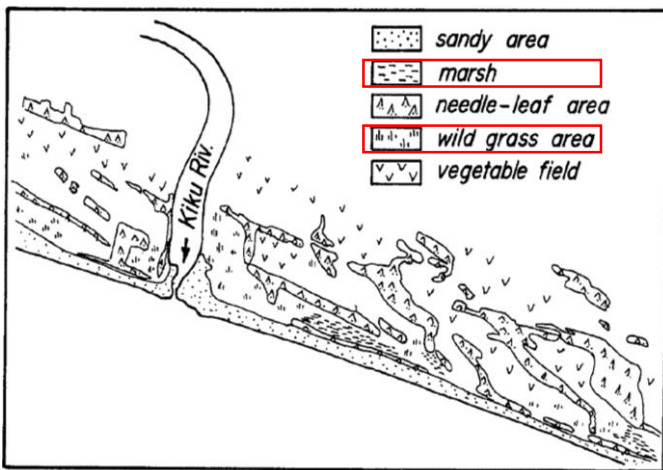 sandy area
marsh
needle-leaf area
wild grass area
vegetable field
Kiku Riv.